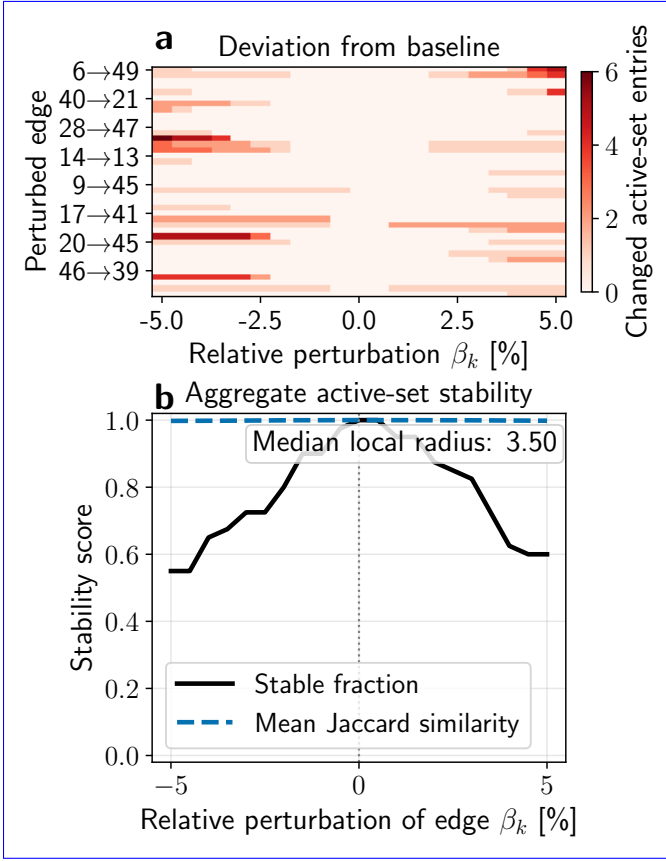 a Deviation from baseline
Perturbed edge
6→49
40→21
28→47
14→13
9→45
17→41
20→45
46→39
-5.0 -2.5 0.0 2.5 5.0
Relative perturbation βk [%]
6
4
2
0
Changed active-set entries
b Aggregate active-set stability
Stability score
1.0
0.8
0.6
0.4
0.2
0.0
Median local radius: 3.50
Stable fraction
Mean Jaccard similarity
−5 0 5
Relative perturbation of edge βk [%]